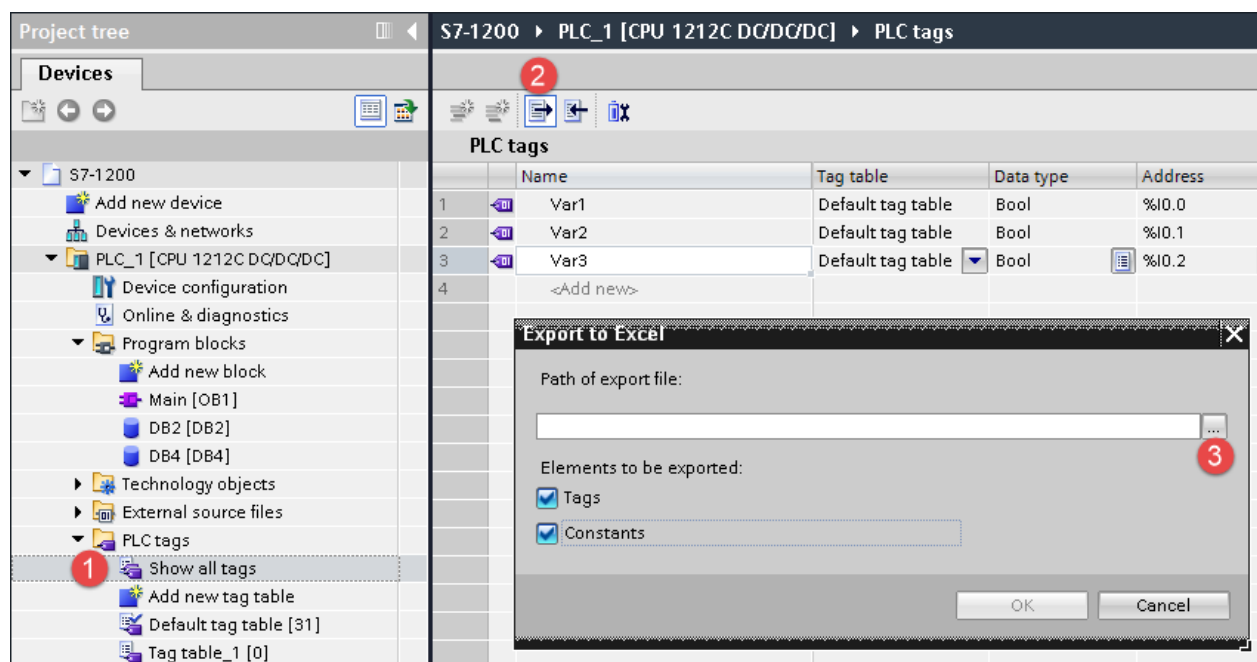 Project tree
Devices
S7-1200
Add new device
Devices & networks
PLC_1 [CPU 1212C DC/DC/DC]
Device configuration
Online & diagnostics
Program blocks
Add new block
Main [OB1]
DB2 [DB2]
DB4 [DB4]
Technology objects
External source files
PLC tags
1
Show all tags
Add new tag table
Default tag table [31]
Tag table_1 [0]
S7-1200 PLC_1 [CPU 1212C DC/DC/DC] PLC tags
2
PLC tags
Name Tag table Data type Address
1 Var1 Default tag table Bool %I0.0
2 Var2 Default tag table Bool %I0.1
3 Var3 Default tag table Bool %I0.2
4 <Add new>
Export to Excel
Path of export file:
...
3
Elements to be exported:
Tags
Constants
OK Cancel